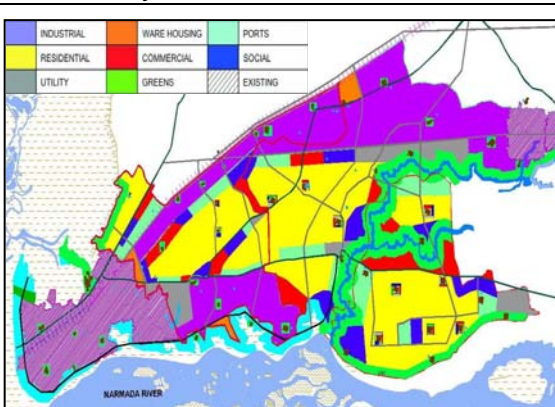 INDUSTRIAL WARE HOUSING PORTS
RESIDENTIAL COMMERCIAL SOCIAL
UTILITY GREENS EXISTING
NARMADA RIVER